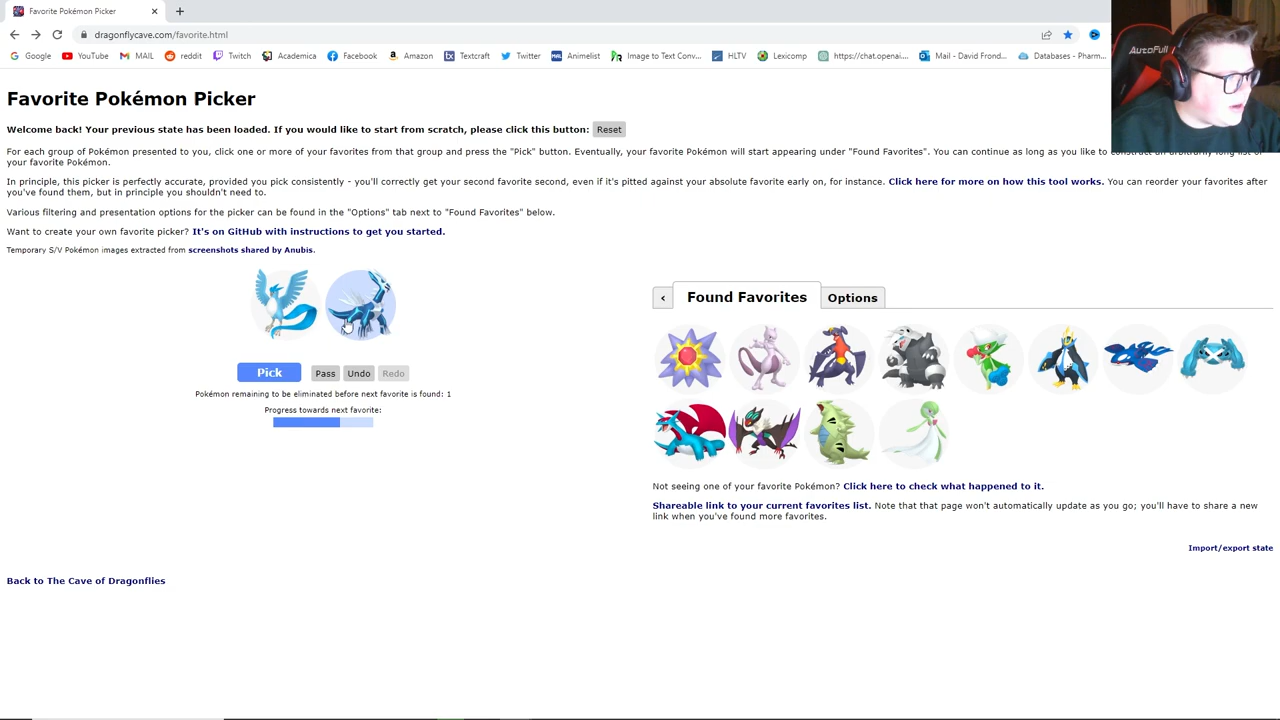 Favorite Pokémon Picker
dragonflycave.com/favorite.html
Google YouTube MAIL reddit Twitch Academica Facebook Amazon Textcraft Twitter Animelist Image to Text Conv... HLTV Lexicomp https://chat.openai.... Mail - David Frond... Databases - Pharm...
AutoFull
Favorite Pokémon Picker
Welcome back! Your previous state has been loaded. If you would like to start from scratch, please click this button: Reset
For each group of Pokémon presented to you, click one or more of your favorites from that group and press the "Pick" button. Eventually, your favorite Pokémon will start appearing under "Found Favorites". You can continue as long as you like to
your favorite Pokémon.
In principle, this picker is perfectly accurate, provided you pick consistently - you'll correctly get your second favorite second, even if it's pitted against your absolute favorite early on, for instance. Click here for more on how this tool works. You can reorder your favorites after
you've found them, but in principle you shouldn't need to.
Various filtering and presentation options for the picker can be found in the "Options" tab next to "Found Favorites" below.
Want to create your own favorite picker? It's on GitHub with instructions to get you started.
Temporary S/V Pokémon images extracted from screenshots shared by Anubis.
‹ Found Favorites Options
Pick Pass Undo Redo
Pokémon remaining to be eliminated before next favorite is found: 1
Progress towards next favorite:
Not seeing one of your favorite Pokémon? Click here to check what happened to it.
Shareable link to your current favorites list. Note that that page won't automatically update as you go; you'll have to share a new
link when you've found more favorites.
Import/export state
Back to The Cave of Dragonflies